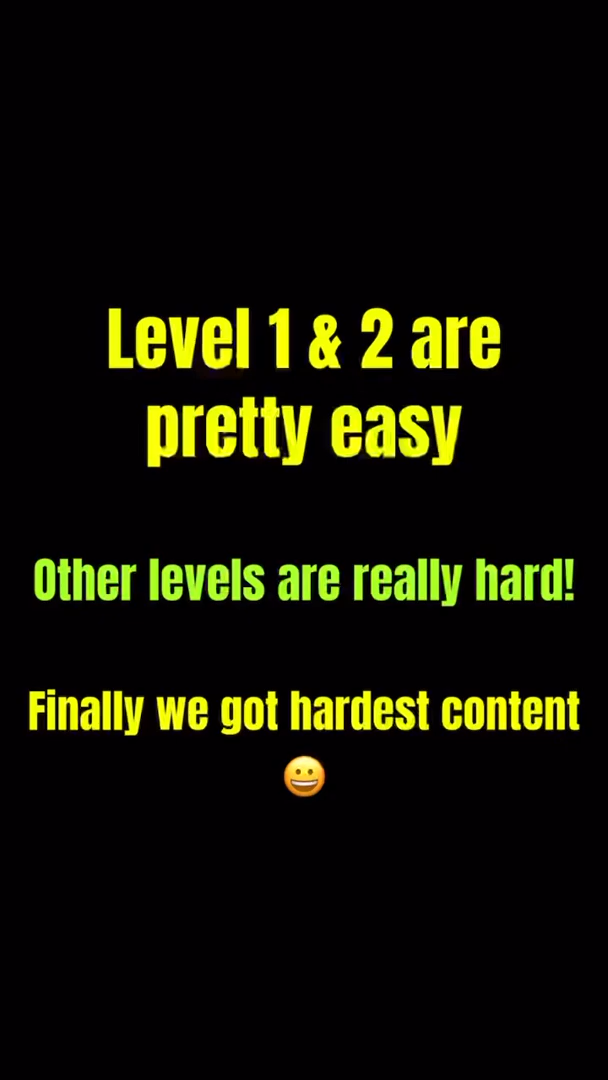 Level 1 & 2 are
pretty easy
Other levels are really hard!
Finally we got hardest content
😀